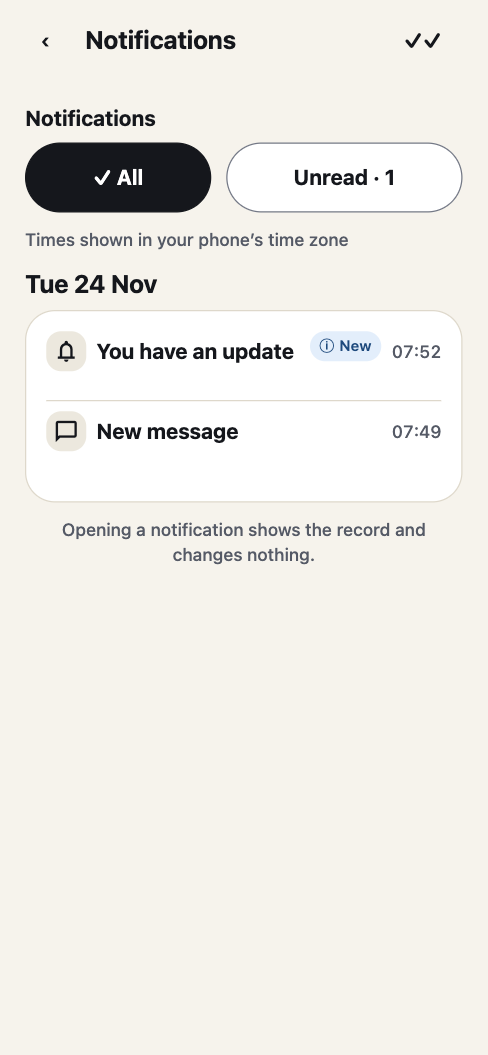 ‹ Notifications ✓✓
Notifications
✓ All
Unread · 1
Times shown in your phone’s time zone
Tue 24 Nov
You have an update ⓘ New 07:52
New message 07:49
Opening a notification shows the record and
changes nothing.